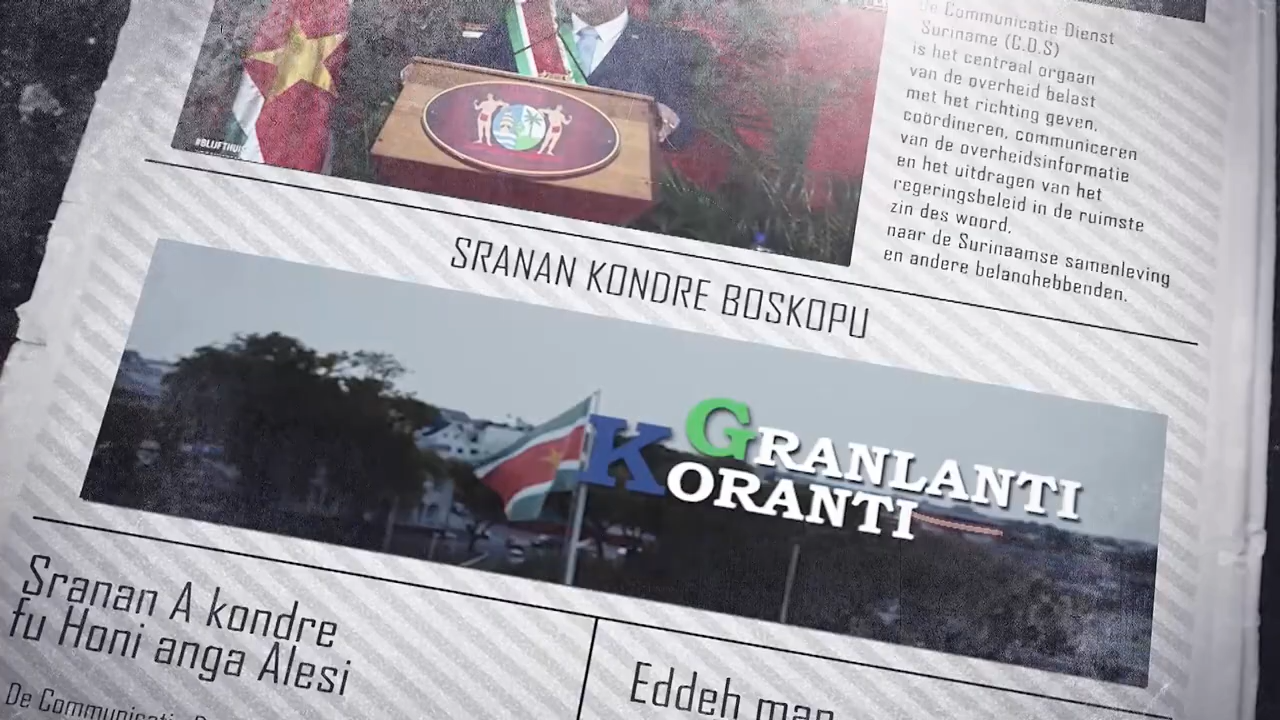 De Communicatie Dienst
Suriname (C.D.S)
is het centraal orgaan
van de overheid belast
met het richting geven,
coördineren, communiceren
van de overheidsinformatie
en het uitdragen van het
regeringsbeleid in de ruimste
zin des woord.
naar de Surinaamse samenleving
en andere belanghebbenden.
SRANAN KONDRE BOSKOPU
GRANLANTI
KORANTI
Sranan A kondre
fu Honi anga Alesi
Eddeh man
De